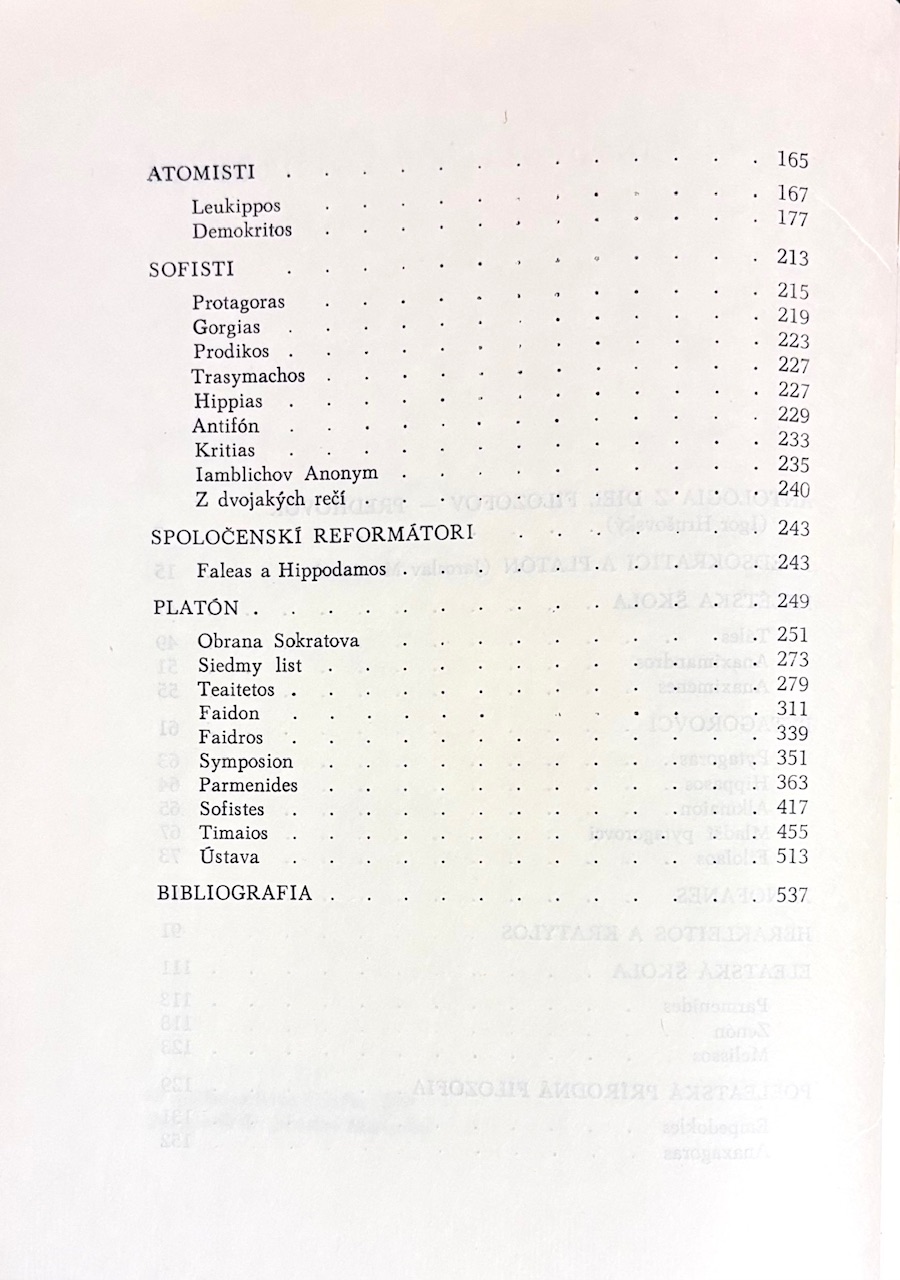 ATOMISTI . . . . . . . . . . . . . 165
Leukippos . . . . . . . . . . . . 167
Demokritos . . . . . . . . . . . . 177
SOFISTI . . . . . . . . . . . . . 213
Protagoras . . . . . . . . . . . . 215
Gorgias . . . . . . . . . . . . . 219
Prodikos . . . . . . . . . . . . . 223
Trasymachos . . . . . . . . . . . . 227
Hippias . . . . . . . . . . . . . 227
Antifón . . . . . . . . . . . . . 229
Kritias . . . . . . . . . . . . . 233
Iamblichov Anonym . . . . . . . . . . 235
Z dvojakých rečí . . . . . . . . . . . 240
SPOLOČENSKÍ REFORMÁTORI . . . . . . . 243
Faleas a Hippodamos . . . . . . . . . . 243
PLATÓN . . . . . . . . . . . . . . 249
Obrana Sokratova . . . . . . . . . . 251
Siedmy list . . . . . . . . . . . . 273
Teaitetos . . . . . . . . . . . . . 279
Faidon . . . . . . . . . . . . . 311
Faidros . . . . . . . . . . . . . 339
Symposion . . . . . . . . . . . . 351
Parmenides . . . . . . . . . . . . 363
Sofistes . . . . . . . . . . . . . 417
Timaios . . . . . . . . . . . . . 455
Ústava . . . . . . . . . . . . . 513
BIBLIOGRAFIA . . . . . . . . . . . . 537